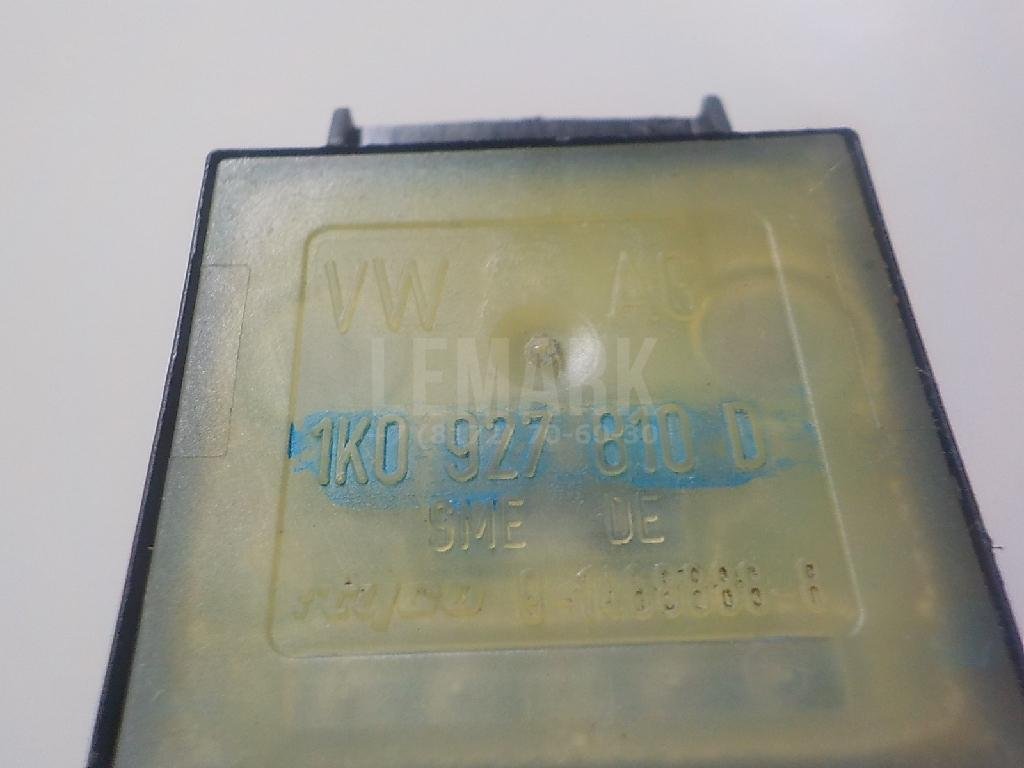 VW AG
LEMARK
1K0 927 810 D
SME DE